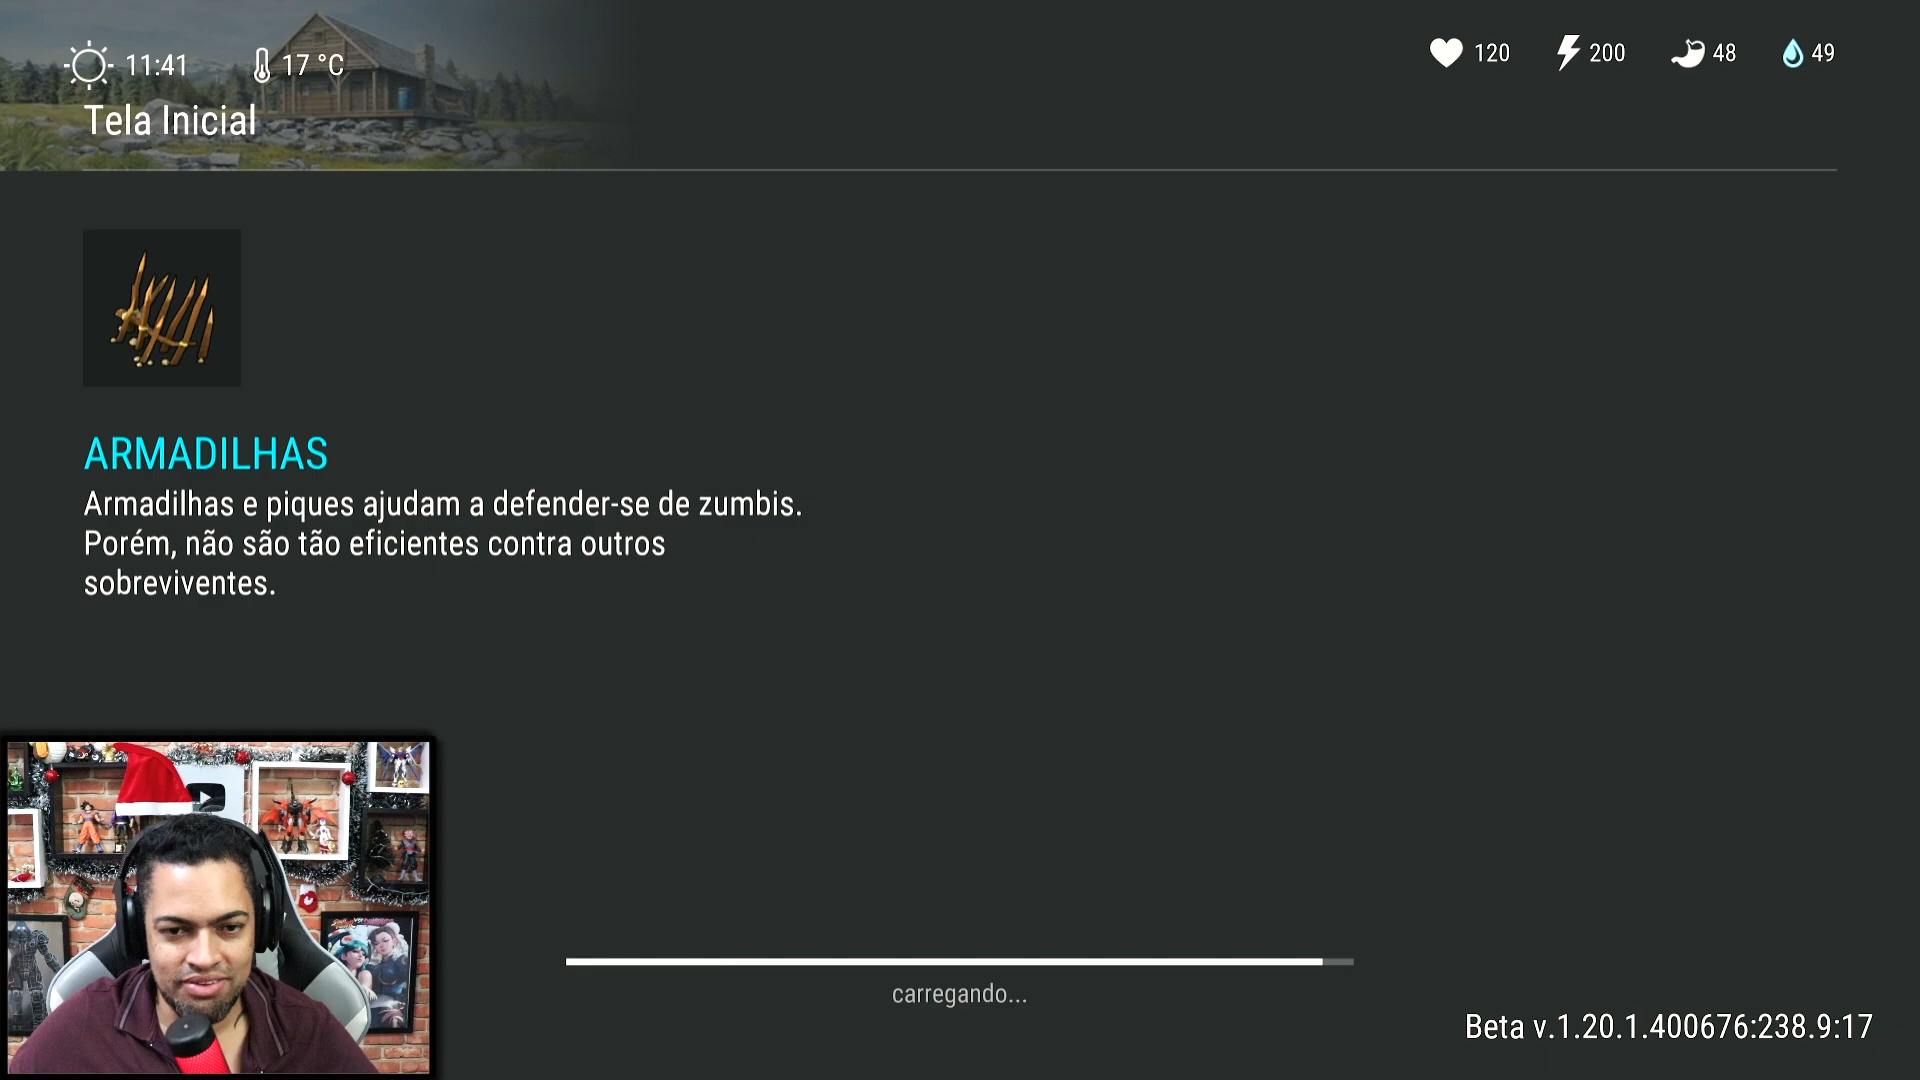 11:41 17 °C
120 200 48 49
Tela Inicial
ARMADILHAS
Armadilhas e piques ajudam a defender-se de zumbis.
Porém, não são tão eficientes contra outros
sobreviventes.
carregando...
Beta v.1.20.1.400676:238.9:17